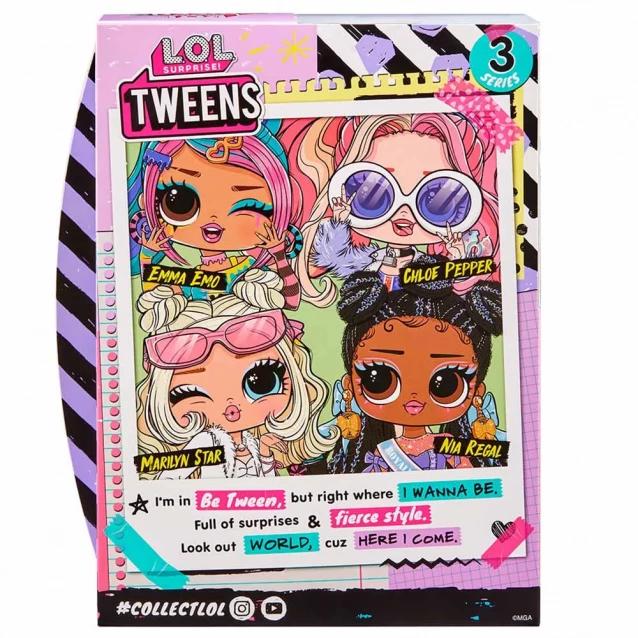 LOL
SURPRISE!
TWEENS
3
SERIES
EMMA EMO
CHLOE PEPPER
MARILYN STAR
NIA REGAL
I'm in Be Tween, but right where I WANNA BE.
Full of surprises & fierce style.
Look out WORLD, cuz HERE I COME.
#COLLECTLOL
©MGA